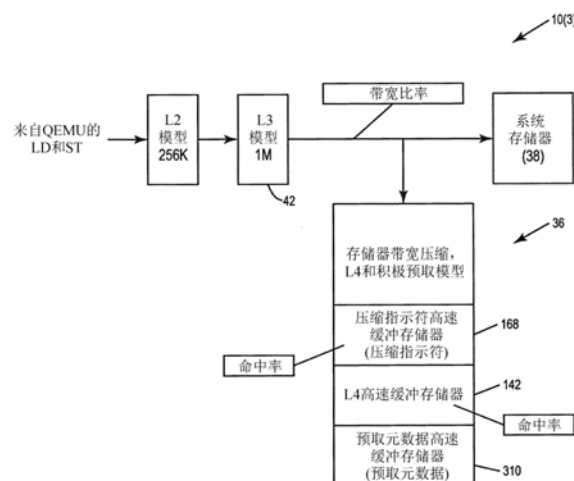 10(3)
带宽比率
来自QEMU的
LD和ST
L2
模型
256K
L3
模型
1M
系统
存储器
(38)
42
36
存储器带宽压缩,
L4和积极预取模型
压缩指示符高速
缓冲存储器
(压缩指示符)
168
命中率
L4高速缓冲存储器
142
命中率
预取元数据高速
缓冲存储器
(预取元数据)
310